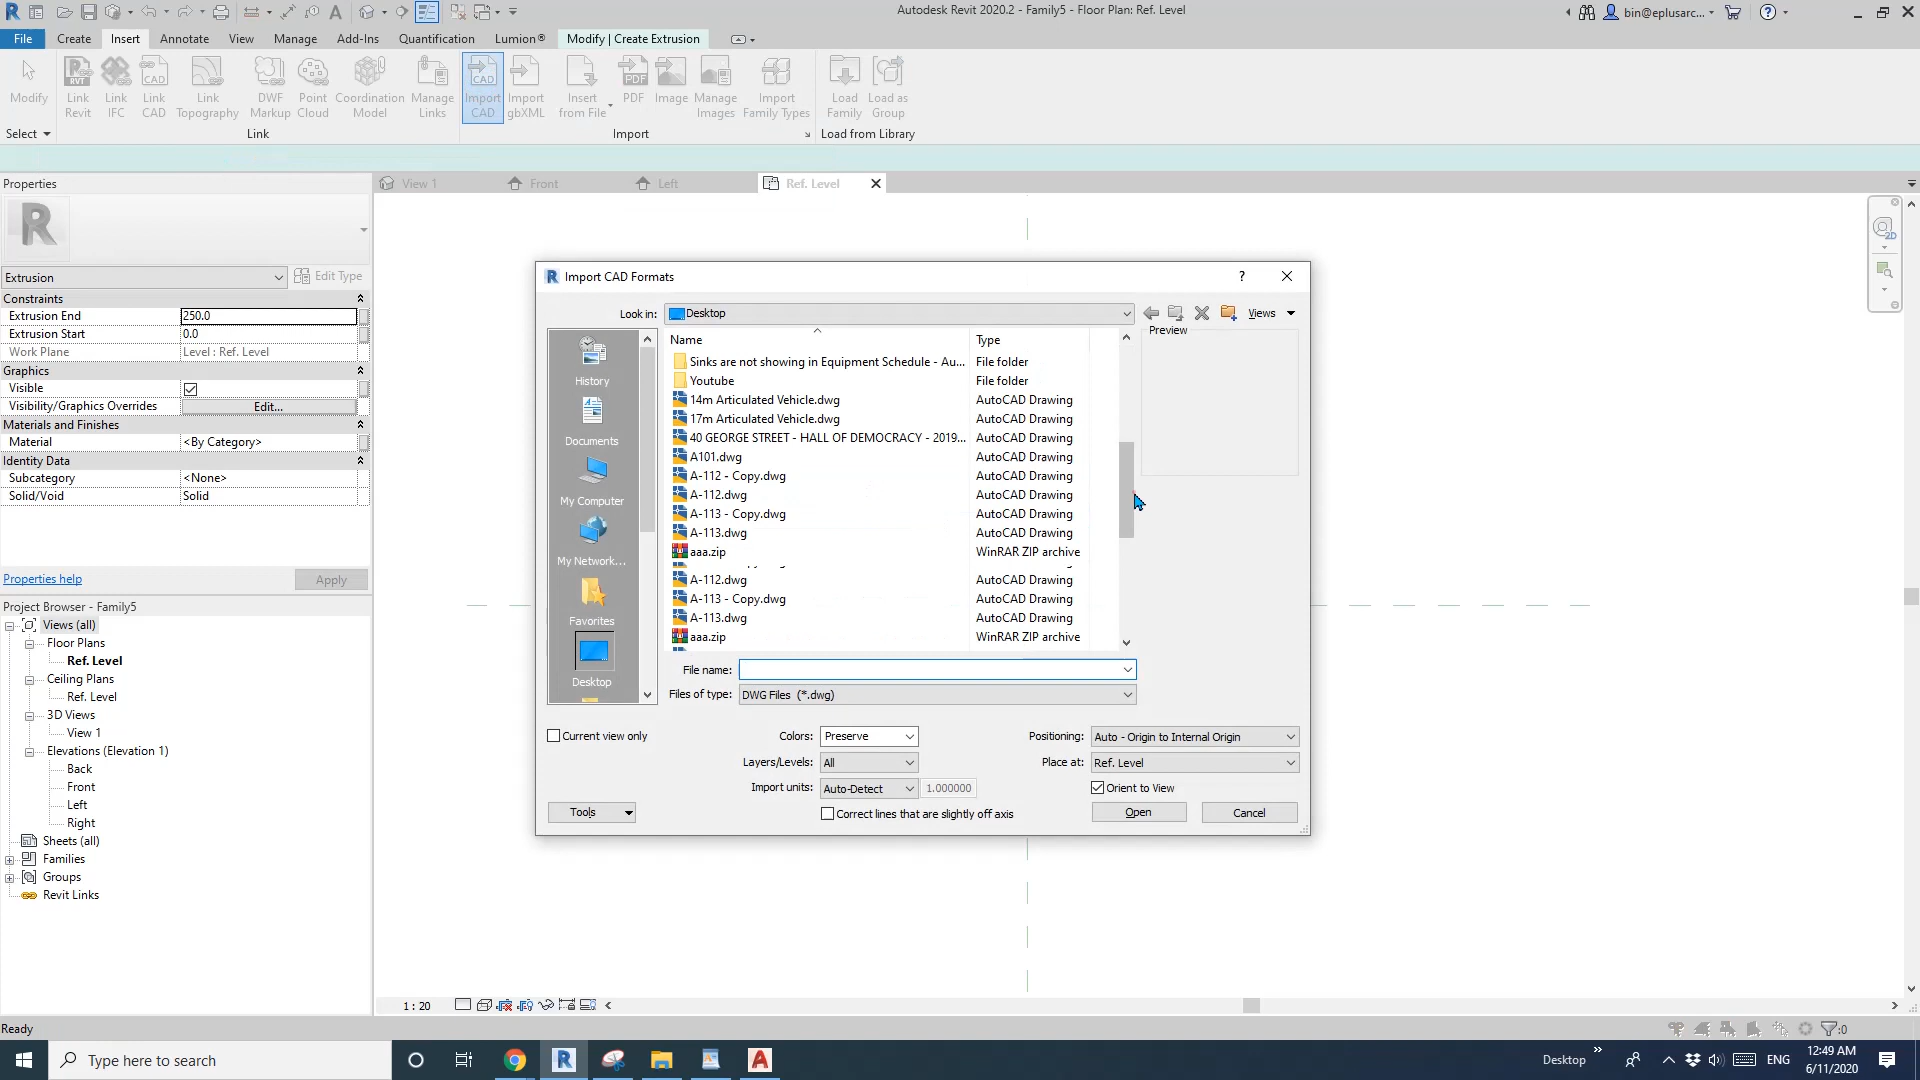 Autodesk Revit 2020.2 - Family5 - Floor Plan: Ref. Level
bin@eplusarc...
File Create Insert Annotate View Manage Add-Ins Quantification Lumion® Modify | Create Extrusion
Modify
Link Revit
Link IFC
Link CAD
Link Topography
DWF Markup
Point Cloud
Coordination Model
Manage Links
Import CAD
Import gbXML
Insert from File
PDF
Image
Manage Images
Import Family Types
Load Family
Load as Group
Select Link Import Load from Library
Properties
View 1 Front Left Ref. Level
Extrusion Edit Type
Constraints
Extrusion End 250.0
Extrusion Start 0.0
Work Plane Level : Ref. Level
Graphics
Visible
Visibility/Graphics Overrides Edit...
Materials and Finishes
Material <By Category>
Identity Data
Subcategory <None>
Solid/Void Solid
Properties help Apply
Project Browser - Family5
Views (all)
Floor Plans
Ref. Level
Ceiling Plans
Ref. Level
3D Views
View 1
Elevations (Elevation 1)
Back
Front
Left
Right
Sheets (all)
Families
Groups
Revit Links
Import CAD Formats
Look in: Desktop Views
Preview
History
Documents
My Computer
My Network...
Favorites
Desktop
Name Type
Sinks are not showing in Equipment Schedule - Au... File folder
Youtube File folder
14m Articulated Vehicle.dwg AutoCAD Drawing
17m Articulated Vehicle.dwg AutoCAD Drawing
40 GEORGE STREET - HALL OF DEMOCRACY - 2019... AutoCAD Drawing
A101.dwg AutoCAD Drawing
A-112 - Copy.dwg AutoCAD Drawing
A-112.dwg AutoCAD Drawing
A-113 - Copy.dwg AutoCAD Drawing
A-113.dwg AutoCAD Drawing
aaa.zip WinRAR ZIP archive
A-112.dwg AutoCAD Drawing
A-113 - Copy.dwg AutoCAD Drawing
A-113.dwg AutoCAD Drawing
aaa.zip WinRAR ZIP archive
File name:
Files of type: DWG Files (*.dwg)
Current view only
Colors: Preserve
Layers/Levels: All
Import units: Auto-Detect 1.000000
Correct lines that are slightly off axis
Positioning: Auto - Origin to Internal Origin
Place at: Ref. Level
Orient to View
Tools Open Cancel
1 : 20
Ready
:0
Type here to search
Desktop
ENG
12:49 AM
6/11/2020